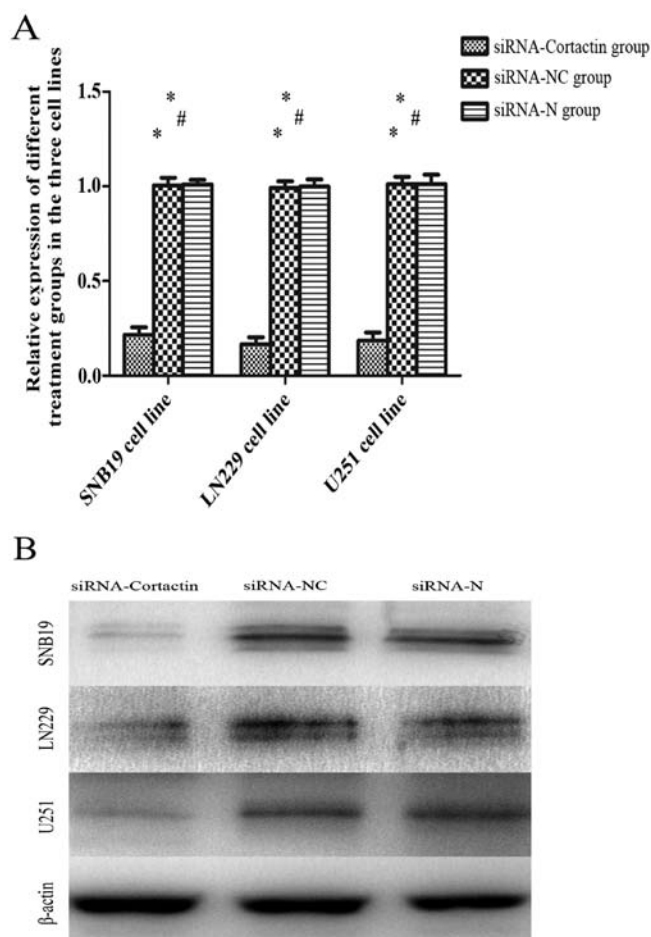 A
siRNA-Cortactin group
siRNA-NC group
siRNA-N group
Relative expression of different
treatment groups in the three cell lines
1.5
1.0
0.5
0.0
* * #
* * #
* * #
SNB19 cell line
LN229 cell line
U251 cell line
B
siRNA-Cortactin siRNA-NC siRNA-N
SNB19
LN229
U251
β-actin